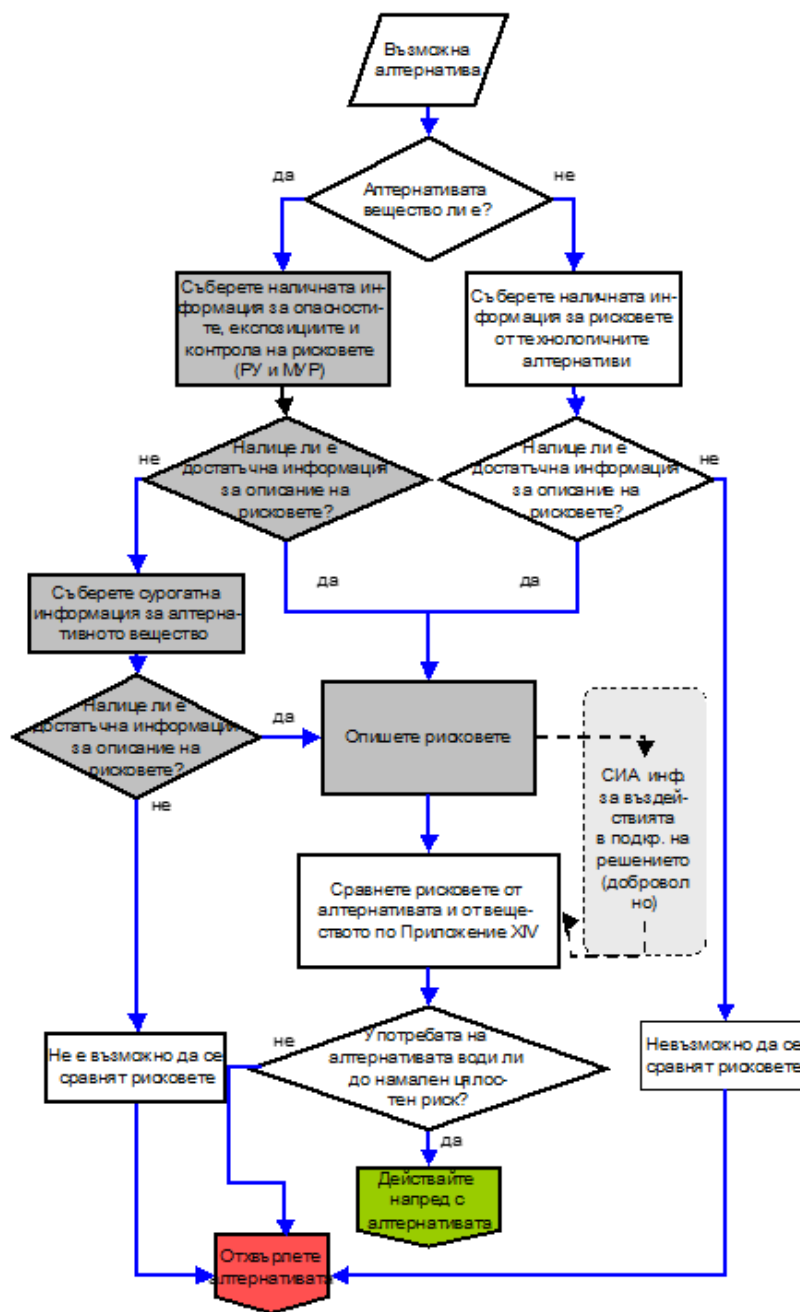 Възможна
алтернатива
да
не
Алтернативата
вещество ли е?
Съберете наличната ин-
формация за опасности-
те, експозициите и
контрола на рисковете
(РУ и МУР)
Съберете наличната ин-
формация за рисковете
от технологичните
алтернативи
не
Налице ли е
достатъчна информация
за описание на
рисковете?
Налице ли е
достатъчна информация
за описание на
рисковете?
не
да
да
Съберете сурогатна
информация за алтерна-
тивното вещество
Налице ли е
достатъчна информация
за описание на
рисковете?
да
Опишете рисковете
не
СИА инф.
за въздей-
ствията
в подкр. на
решението
(доброволн
но)
Сравнете рисковете от
алтернативата и от веще-
ството по Приложение XIV
Не е възможно да се
сравнят рисковете
не
Употребата на
алтернативата води ли
до намален цялос-
тен риск?
Невъзможно да се
сравнят рисковете
да
Действайте
напред с
алтернативата
Отхвърлете
алтернативата